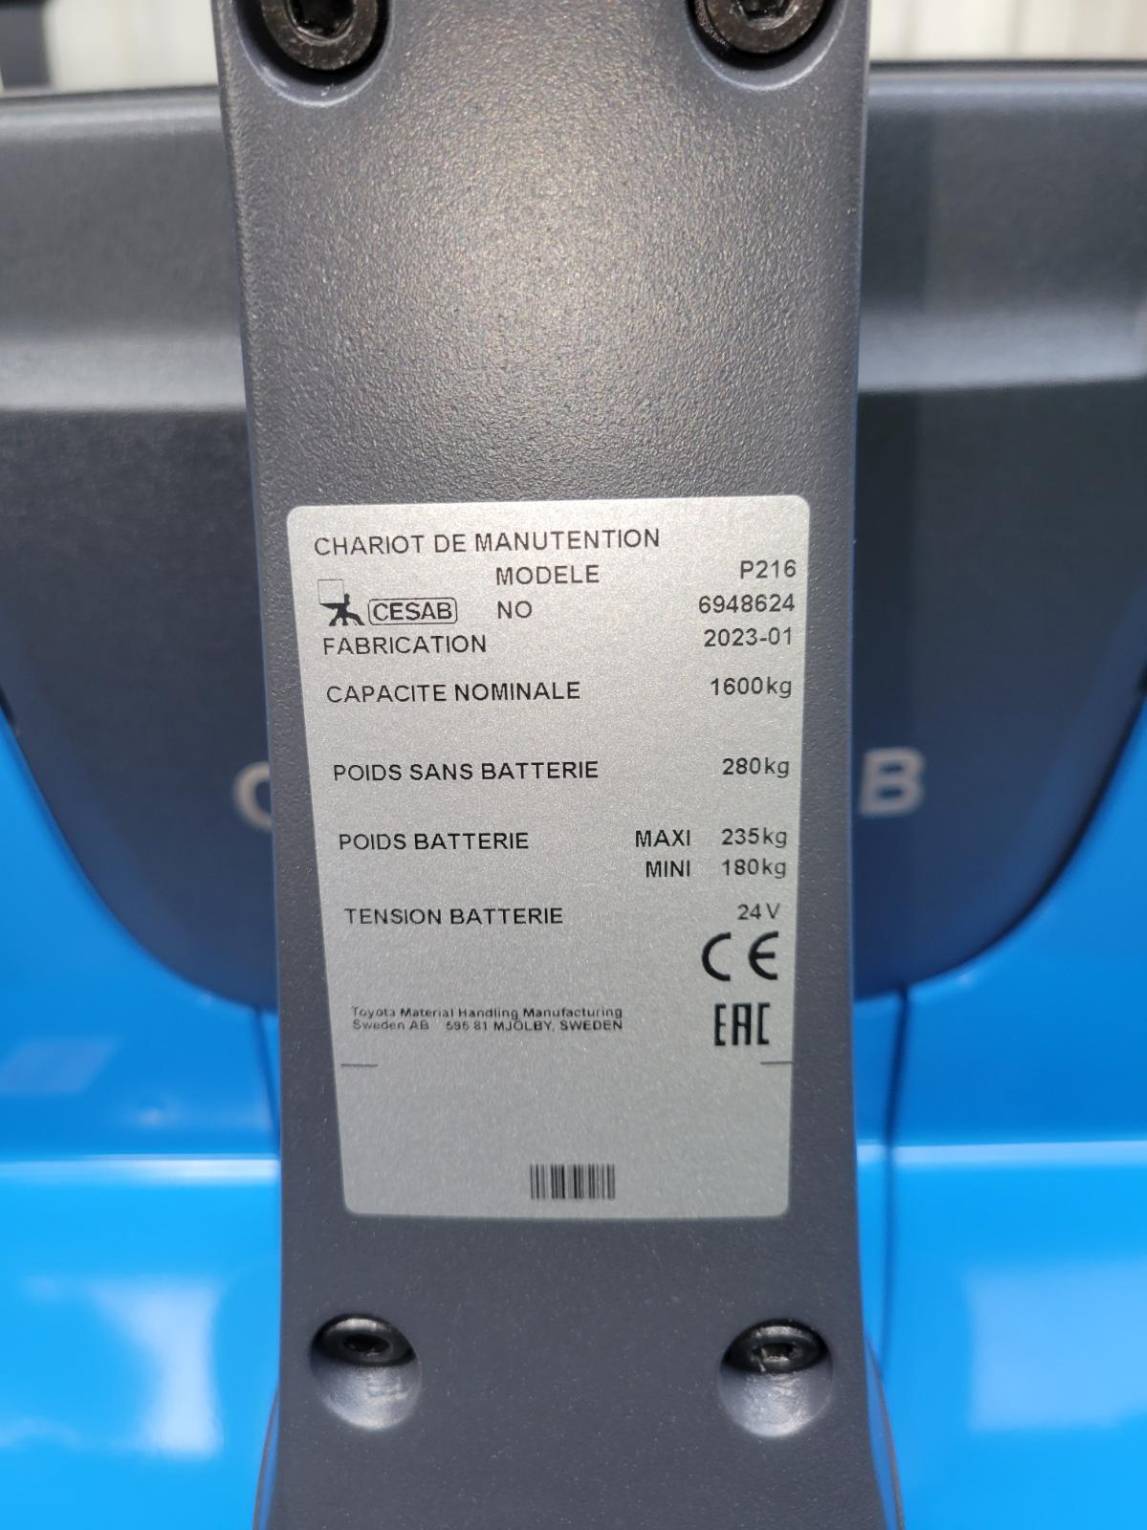 CHARIOT DE MANUTENTION
MODELE P216
CESAB NO 6948624
FABRICATION 2023-01
CAPACITE NOMINALE 1600kg
POIDS SANS BATTERIE 280kg
POIDS BATTERIE MAXI 235kg
MINI 180kg
TENSION BATTERIE 24V
CE
Toyota Material Handling Manufacturing
Sweden AB 595 81 MJÖLBY, SWEDEN
EAC
C B